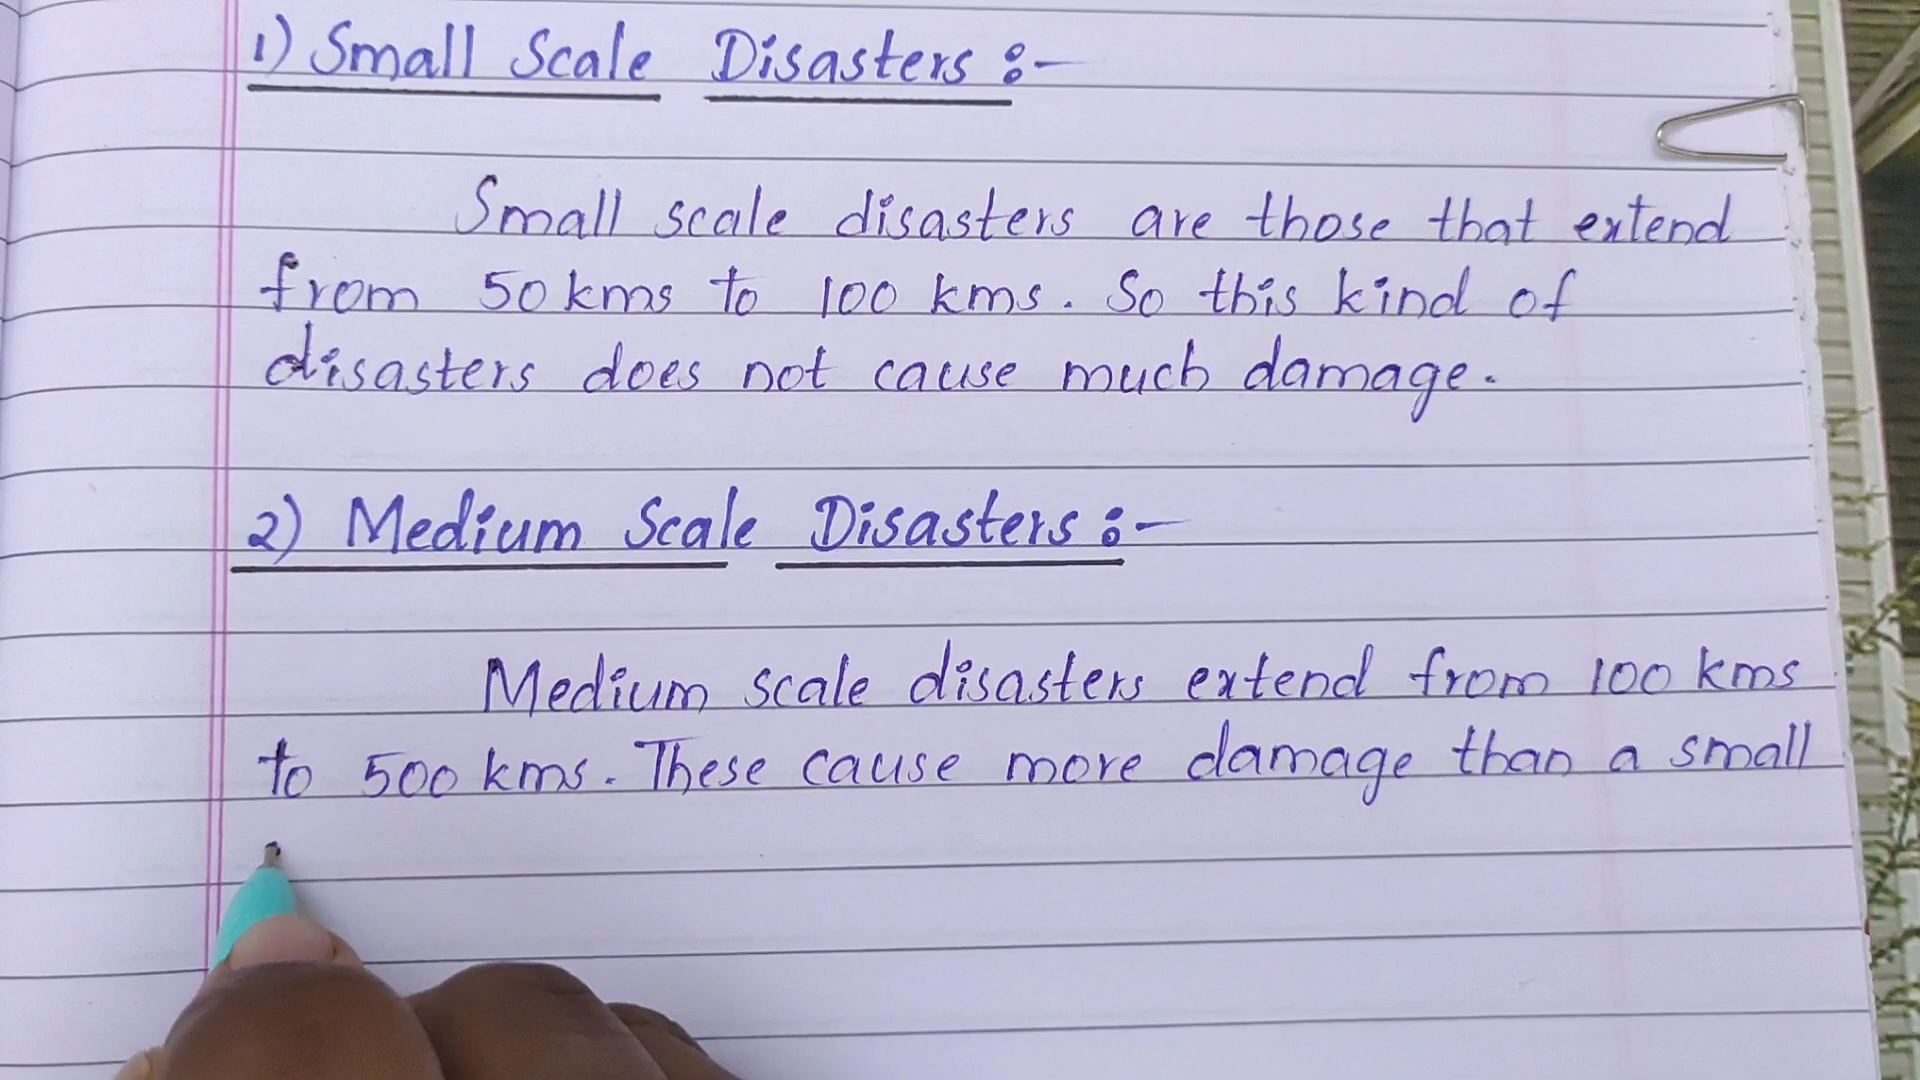 1) Small Scale Disasters :-
Small scale disasters are those that extend
from 50 kms to 100 kms. So this kind of
disasters does not cause much damage.
2) Medium Scale Disasters :-
Medium scale disasters extend from 100 kms
to 500 kms. These cause more damage than a small